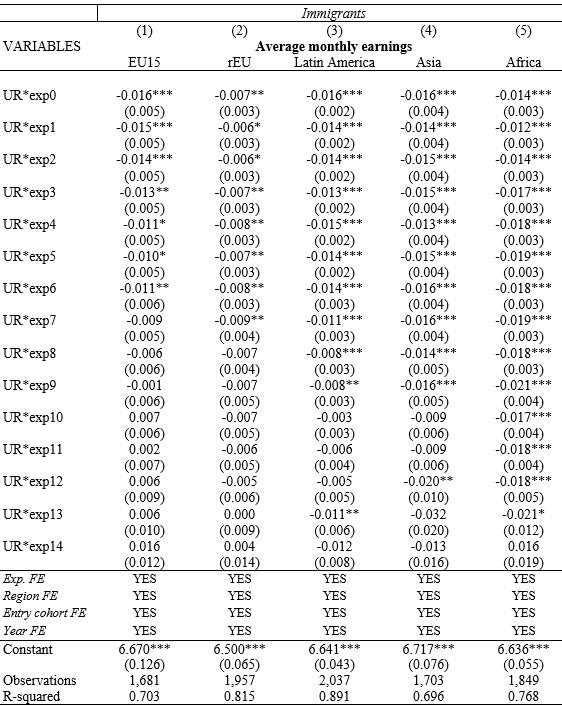 Immigrants
(1) (2) (3) (4) (5)
VARIABLES Average monthly earnings
EU15 rEU Latin America Asia Africa
UR*exp0 -0.016*** -0.007** -0.016*** -0.016*** -0.014***
(0.005) (0.003) (0.002) (0.004) (0.003)
UR*exp1 -0.015*** -0.006* -0.014*** -0.014*** -0.012***
(0.005) (0.003) (0.002) (0.004) (0.003)
UR*exp2 -0.014*** -0.006* -0.014*** -0.015*** -0.014***
(0.005) (0.003) (0.002) (0.004) (0.003)
UR*exp3 -0.013** -0.007** -0.013*** -0.015*** -0.017***
(0.005) (0.003) (0.002) (0.004) (0.003)
UR*exp4 -0.011* -0.008** -0.015*** -0.013*** -0.018***
(0.005) (0.003) (0.002) (0.004) (0.003)
UR*exp5 -0.010* -0.007** -0.014*** -0.015*** -0.019***
(0.005) (0.003) (0.002) (0.004) (0.003)
UR*exp6 -0.011** -0.008** -0.014*** -0.016*** -0.018***
(0.006) (0.003) (0.003) (0.004) (0.003)
UR*exp7 -0.009 -0.009** -0.011*** -0.016*** -0.019***
(0.005) (0.004) (0.003) (0.004) (0.003)
UR*exp8 -0.006 -0.007 -0.008*** -0.014*** -0.018***
(0.006) (0.004) (0.003) (0.005) (0.003)
UR*exp9 -0.001 -0.007 -0.008** -0.016*** -0.021***
(0.006) (0.005) (0.003) (0.005) (0.004)
UR*exp10 0.007 -0.007 -0.003 -0.009 -0.017***
(0.006) (0.005) (0.003) (0.006) (0.004)
UR*exp11 0.002 -0.006 -0.006 -0.009 -0.018***
(0.007) (0.005) (0.004) (0.006) (0.004)
UR*exp12 0.006 -0.005 -0.005 -0.020** -0.018***
(0.009) (0.006) (0.005) (0.010) (0.005)
UR*exp13 0.006 0.000 -0.011** -0.032 -0.021*
(0.010) (0.009) (0.006) (0.020) (0.012)
UR*exp14 0.016 0.004 -0.012 -0.013 0.016
(0.012) (0.014) (0.008) (0.016) (0.019)
Exp. FE YES YES YES YES YES
Region FE YES YES YES YES YES
Entry cohort FE YES YES YES YES YES
Year FE YES YES YES YES YES
Constant 6.670*** 6.500*** 6.641*** 6.717*** 6.636***
(0.126) (0.065) (0.043) (0.076) (0.055)
Observations 1,681 1,957 2,037 1,703 1,849
R-squared 0.703 0.815 0.891 0.696 0.768